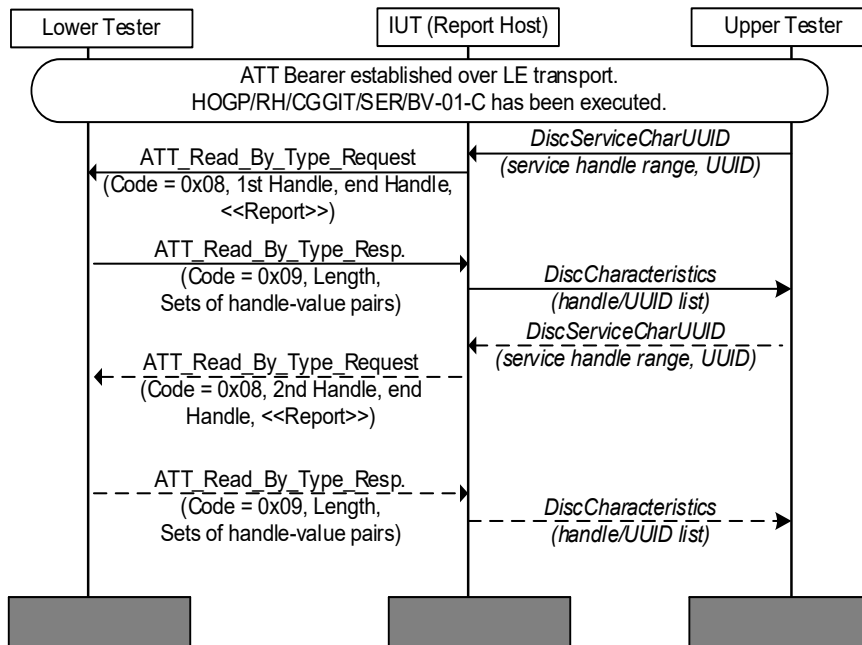 Lower Tester
IUT (Report Host)
Upper Tester
ATT Bearer established over LE transport.
HOGP/RH/CGGIT/SER/BV-01-C has been executed.
DiscServiceCharUUID
(service handle range, UUID)
ATT_Read_By_Type_Request
(Code = 0x08, 1st Handle, end Handle,
<<Report>>)
ATT_Read_By_Type_Resp.
(Code = 0x09, Length,
Sets of handle-value pairs)
DiscCharacteristics
(handle/UUID list)
DiscServiceCharUUID
(service handle range, UUID)
ATT_Read_By_Type_Request
(Code = 0x08, 2nd Handle, end
Handle, <<Report>>)
ATT_Read_By_Type_Resp.
(Code = 0x09, Length,
Sets of handle-value pairs)
DiscCharacteristics
(handle/UUID list)